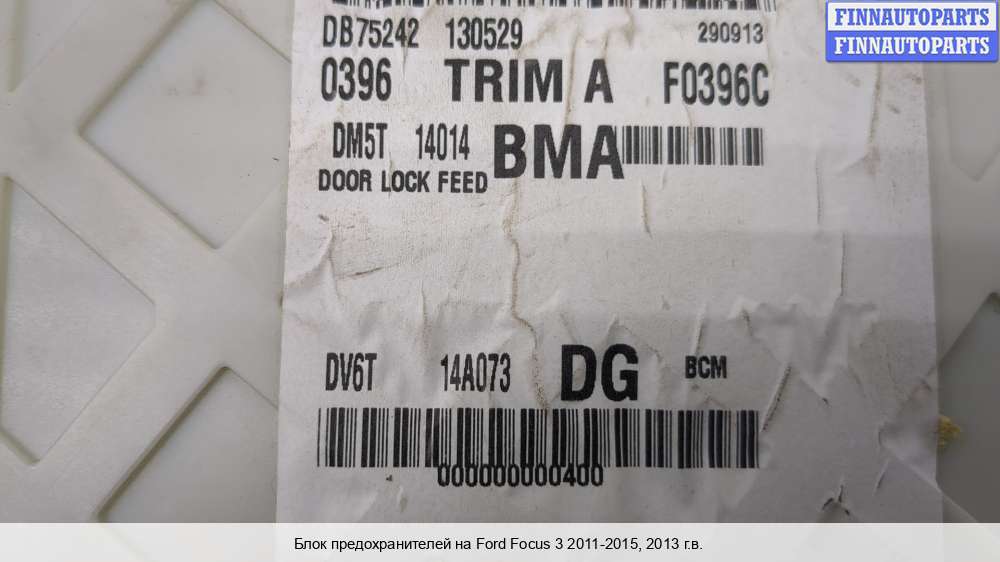 FINNAUTOPARTS
FINNAUTOPARTS
DB75242 130529 290913
0396 TRIM A F0396C
DM5T 14014 BMA
DOOR LOCK FEED
DV6T 14A073 DG BCM
000000000400
Блок предохранителей на Ford Focus 3 2011-2015, 2013 г.в.